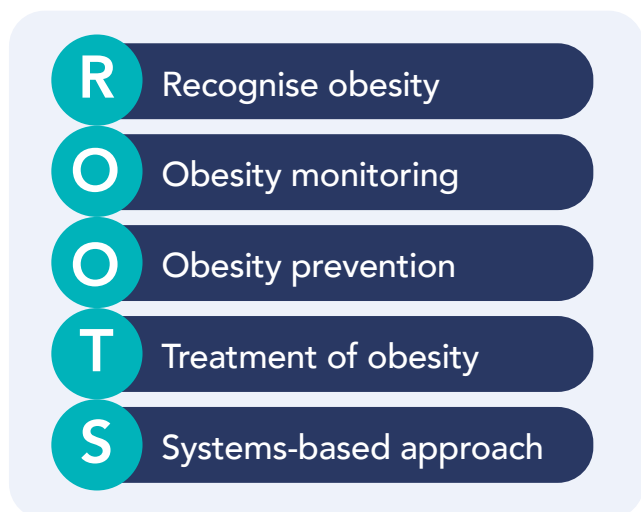 R Recognise obesity
O Obesity monitoring
O Obesity prevention
T Treatment of obesity
S Systems-based approach